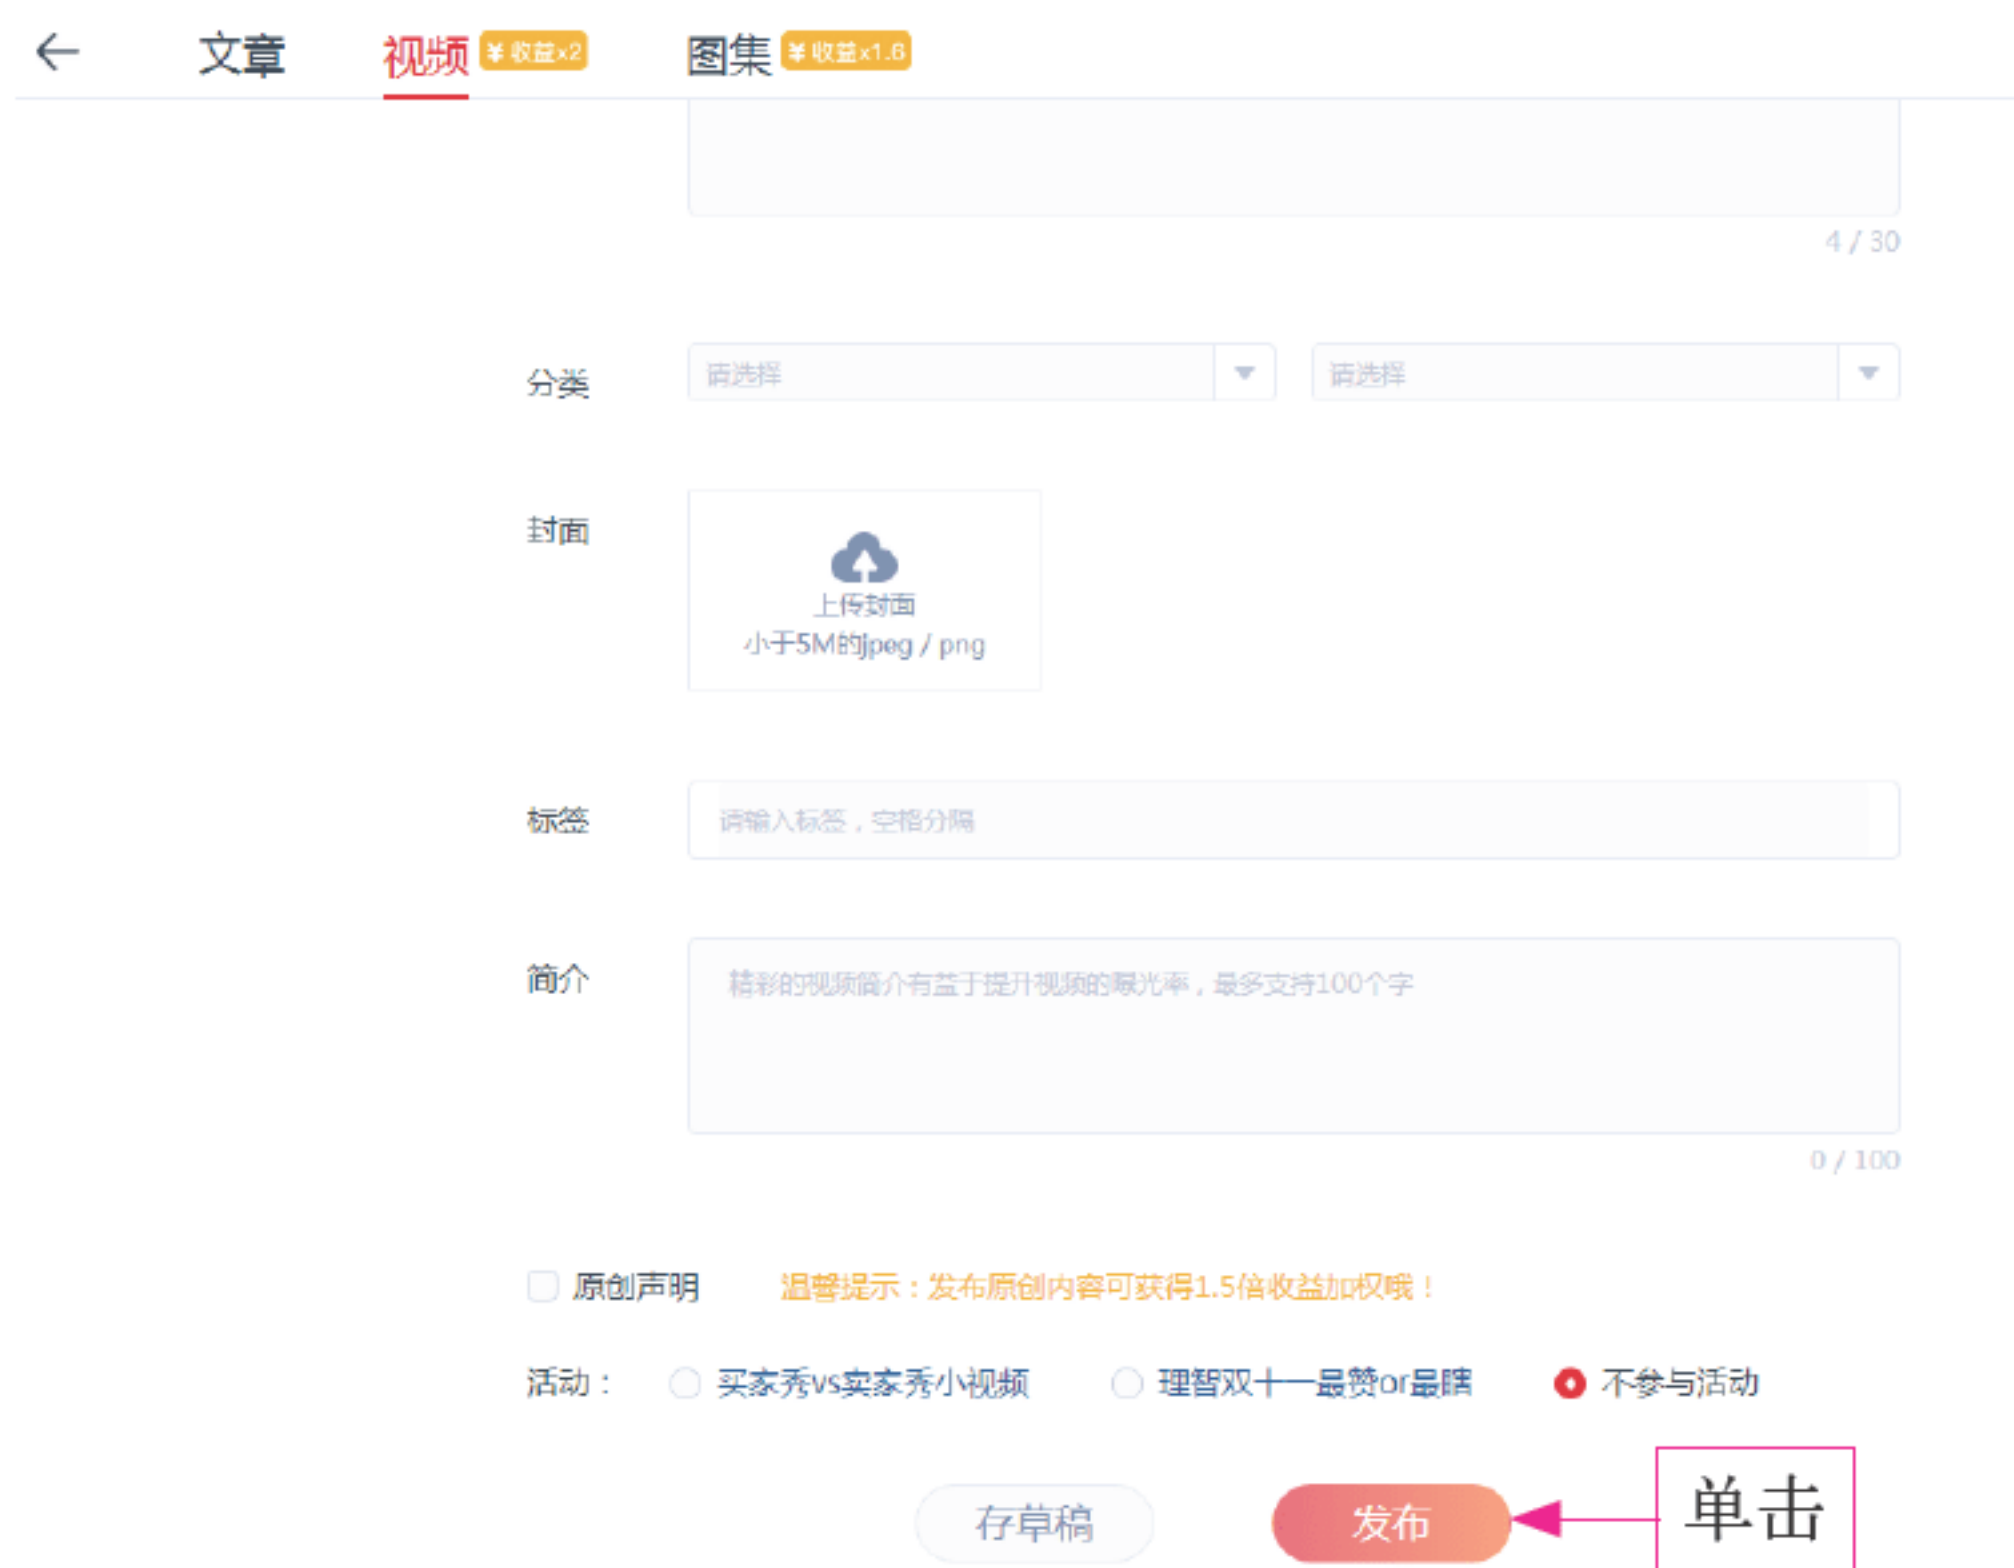 文章 视频 ¥收益x2 图集 ¥收益x1.6
4 / 30
分类 请选择 请选择
封面
上传封面
小于5M的jpeg / png
标签 请输入标签，空格分隔
简介 精彩的视频简介有益于提升视频的曝光率，最多支持100个字
0 / 100
原创声明 温馨提示：发布原创内容可获得1.5倍收益加权哦！
活动： 买家秀vs卖家秀小视频 理智双十一最赞or最瞎 不参与活动
存草稿 发布 单击